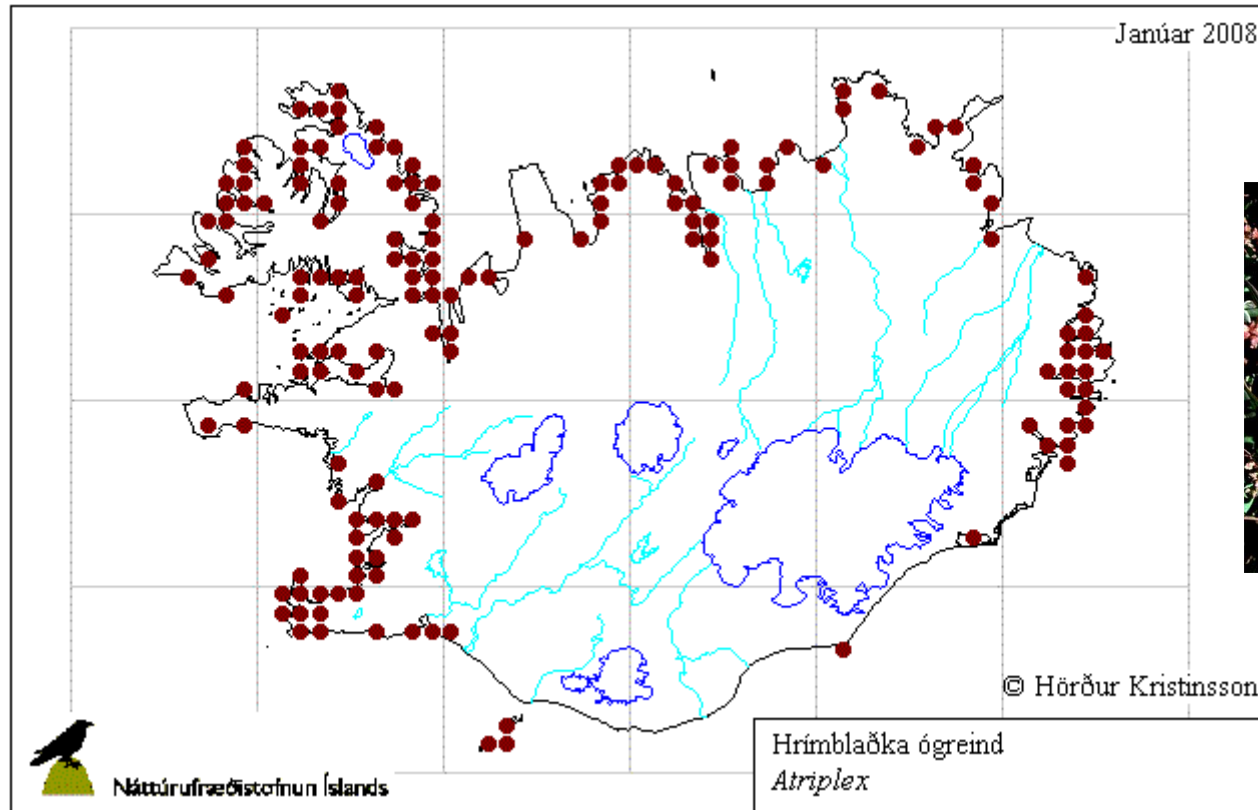 Janúar 2008
© Hörður Kristinsson
Náttúrufræðistofnun Íslands
Hrímblaðka ógreind
Atriplex